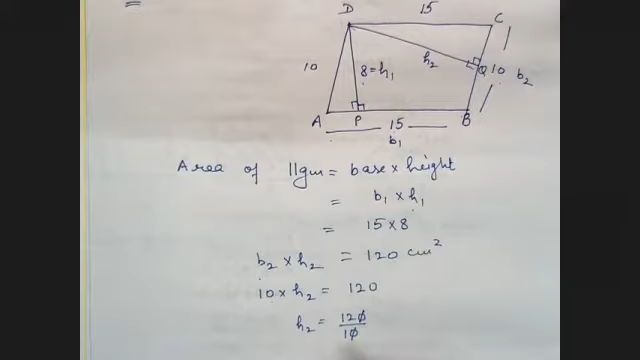 =
D 15 C
10 8=h₁ h₂ Q 10 b₂
A P B
15
b₁
Area of ||gm = base × height
= b₁ × h₁
= 15 × 8
b₂ × h₂ = 120 cm²
10 × h₂ = 120
h₂ = 120/10